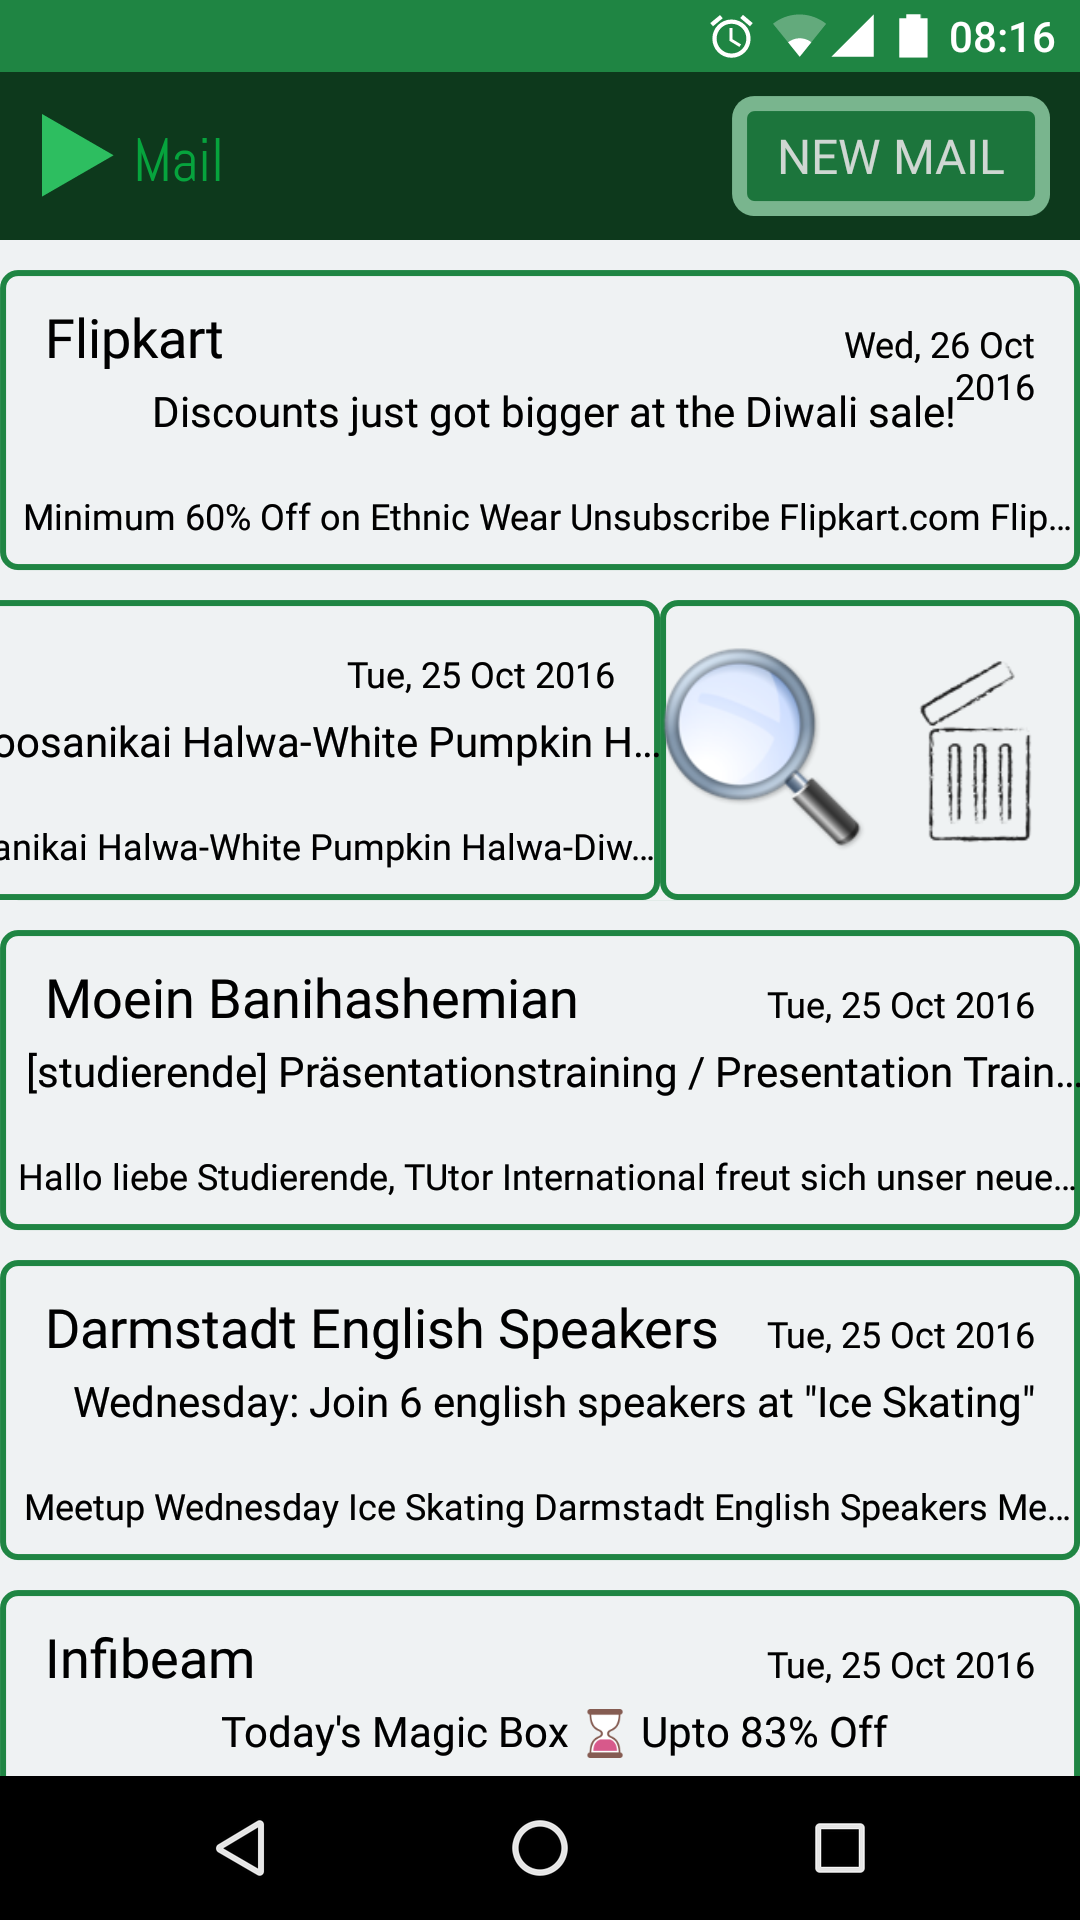 08:16
Mail
NEW MAIL
Flipkart
Wed, 26 Oct
2016
Discounts just got bigger at the Diwali sale!
Minimum 60% Off on Ethnic Wear Unsubscribe Flipkart.com Flip...
Tue, 25 Oct 2016
oosanikai Halwa-White Pumpkin H...
anikai Halwa-White Pumpkin Halwa-Diw...
Moein Banihashemian
Tue, 25 Oct 2016
[studierende] Präsentationstraining / Presentation Train...
Hallo liebe Studierende, TUtor International freut sich unser neue...
Darmstadt English Speakers
Tue, 25 Oct 2016
Wednesday: Join 6 english speakers at "Ice Skating"
Meetup Wednesday Ice Skating Darmstadt English Speakers Me...
Infibeam
Tue, 25 Oct 2016
Today's Magic Box ⏳ Upto 83% Off